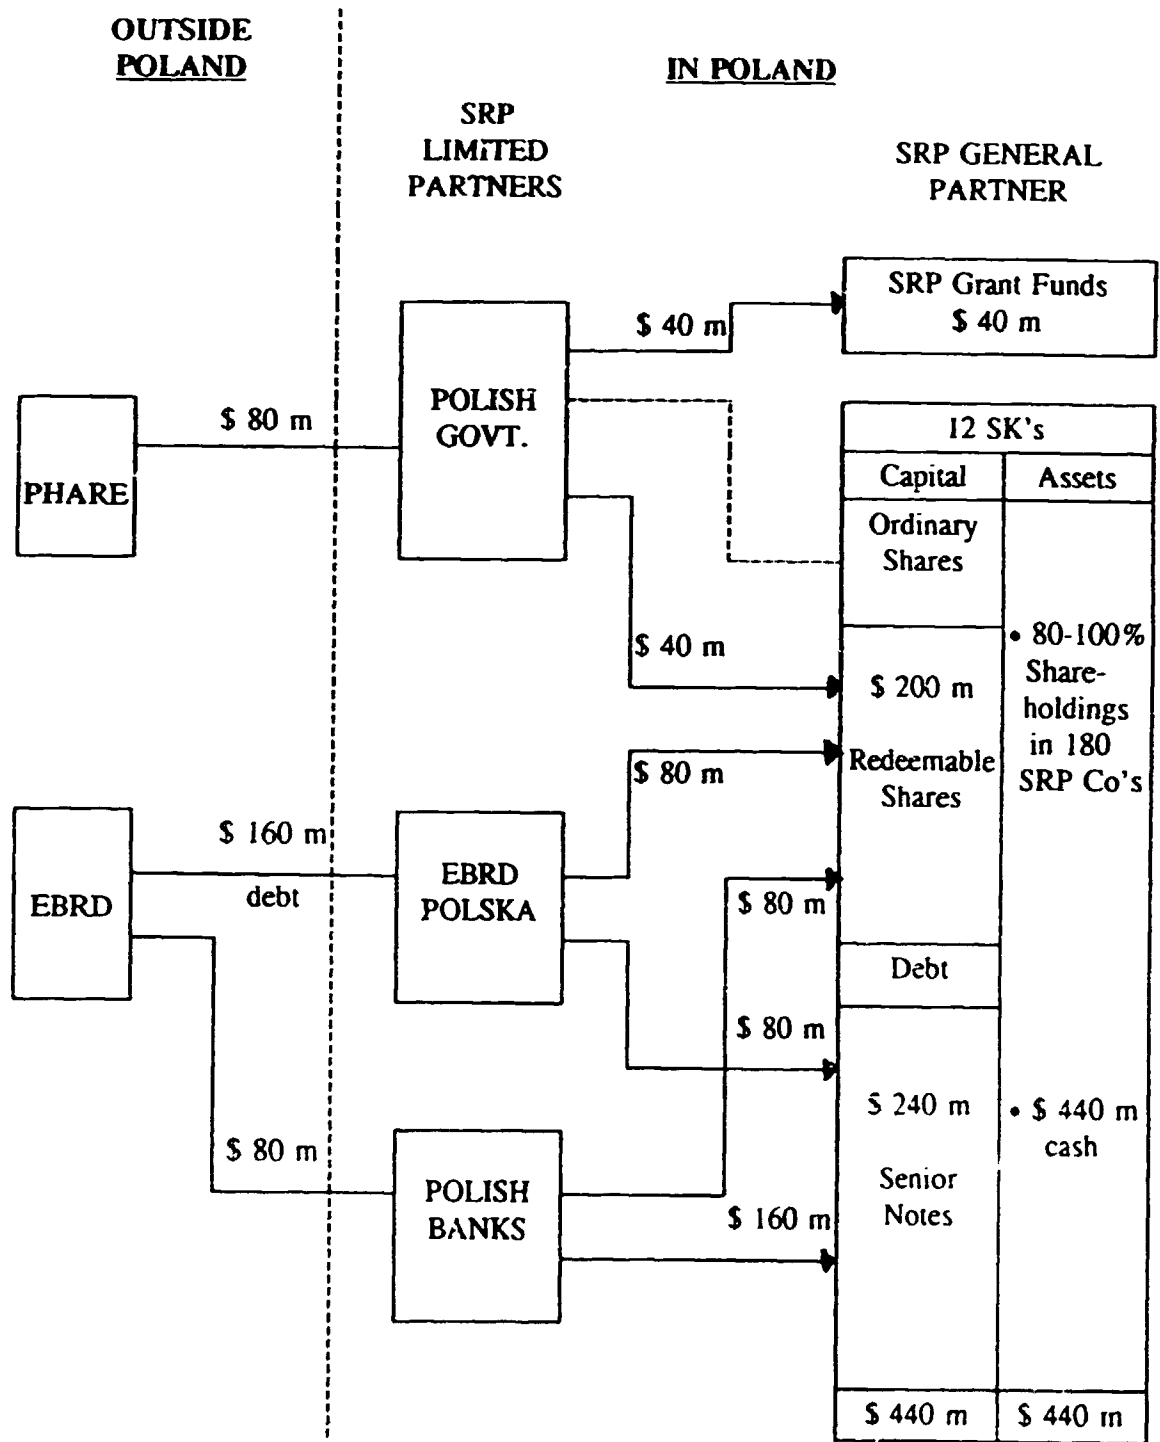 OUTSIDE
POLAND
IN POLAND
SRP
LIMITED
PARTNERS
SRP GENERAL
PARTNER
SRP Grant Funds
$ 40 m
$ 40 m
POLISH
GOVT.
$ 80 m
PHARE
12 SK's
Capital
Assets
Ordinary
Shares
$ 40 m
$ 200 m
Redeemable
Shares
• 80-100%
Share-
holdings
in 180
SRP Co's
$ 80 m
$ 160 m
debt
EBRD
EBRD
POLSKA
$ 80 m
Debt
$ 80 m
$ 240 m
Senior
Notes
• $ 440 m
cash
$ 80 m
POLISH
BANKS
$ 160 m
$ 440 m
$ 440 m